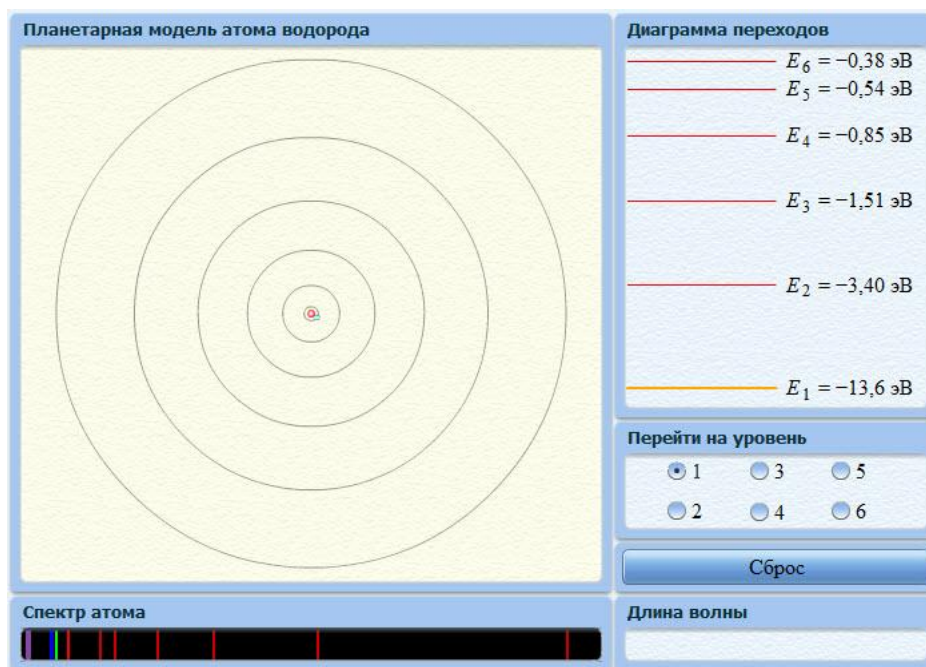 Планетарная модель атома водорода
Диаграмма переходов
E₆ = −0,38 эВ
E₅ = −0,54 эВ
E₄ = −0,85 эВ
E₃ = −1,51 эВ
E₂ = −3,40 эВ
E₁ = −13,6 эВ
Перейти на уровень
1 3 5
2 4 6
Сброс
Спектр атома
Длина волны